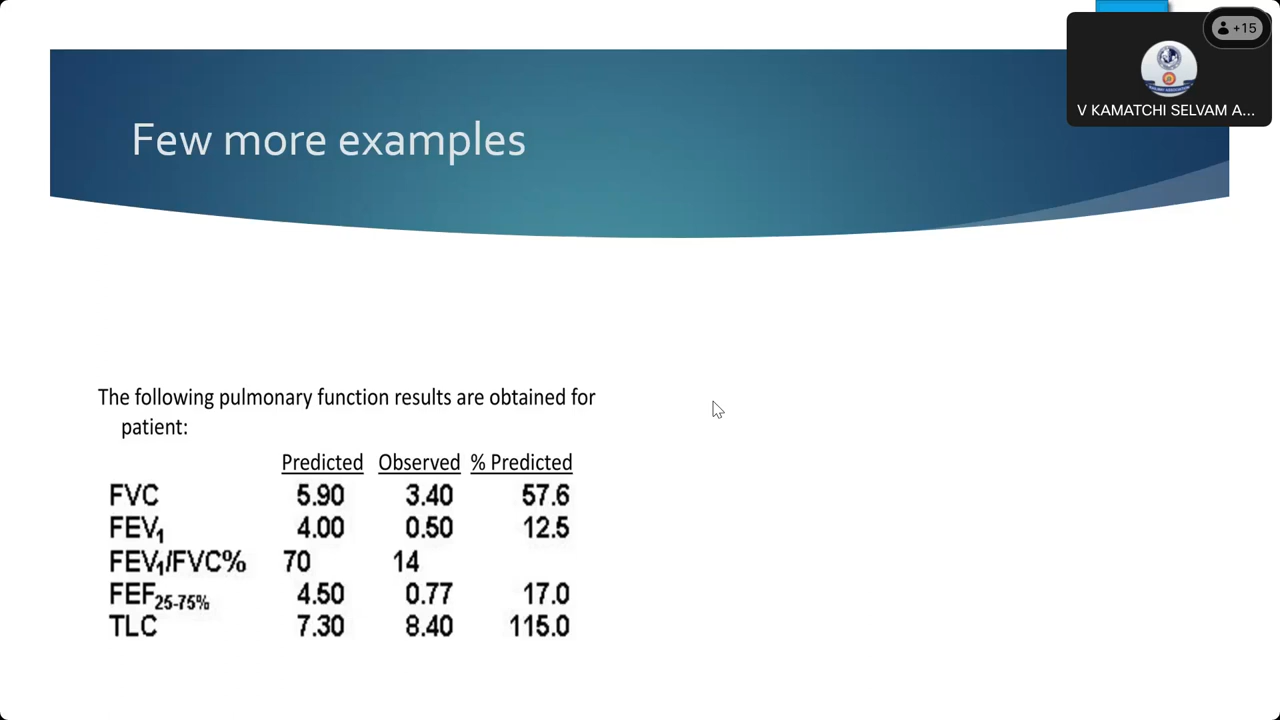 +15
V KAMATCHI SELVAM A...
Few more examples
The following pulmonary function results are obtained for
patient:
Predicted Observed % Predicted
FVC 5.90 3.40 57.6
FEV1 4.00 0.50 12.5
FEV1/FVC% 70 14
FEF25-75% 4.50 0.77 17.0
TLC 7.30 8.40 115.0